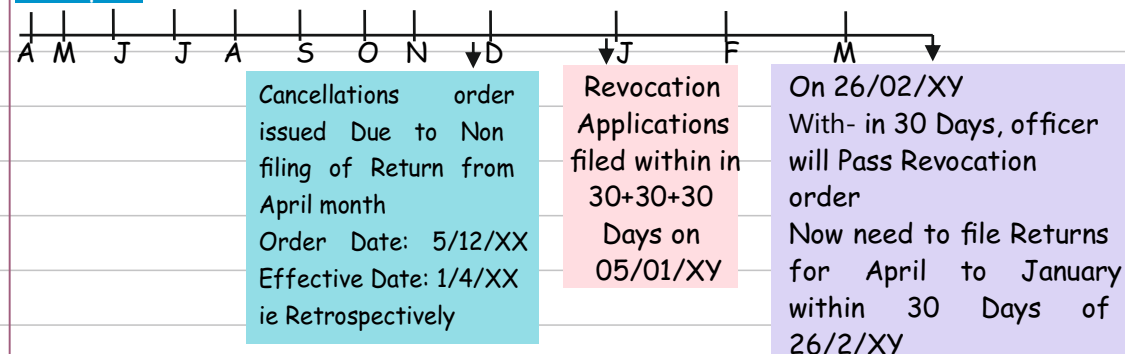 A M J J A S O N D J F M
Cancellations order
issued Due to Non
filing of Return from
April month
Order Date: 5/12/XX
Effective Date: 1/4/XX
ie Retrospectively
Revocation
Applications
filed within in
30+30+30
Days on
05/01/XY
On 26/02/XY
With- in 30 Days, officer
will Pass Revocation
order
Now need to file Returns
for April to January
within 30 Days of
26/2/XY